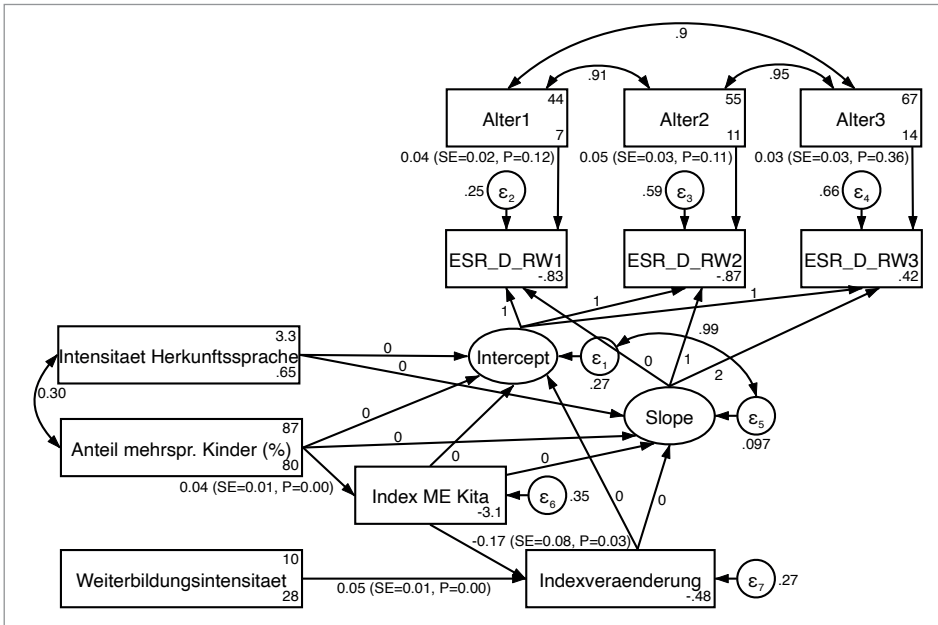 .9
.91
.95
44
Alter1
7
55
Alter2
11
67
Alter3
14
0.04 (SE=0.02, P=0.12)
0.05 (SE=0.03, P=0.11)
0.03 (SE=0.03, P=0.36)
.25
ε2
.59
ε3
.66
ε4
ESR_D_RW1
-.83
ESR_D_RW2
-.87
ESR_D_RW3
.42
1
1
1
3.3
Intensitaet Herkunftssprache
.65
0
0
Intercept
ε1
.27
.99
0
1
2
0.30
Slope
ε5
.097
87
Anteil mehrspr. Kinder (%)
80
0
0
0.04 (SE=0.01, P=0.00)
Index ME Kita
-3.1
0
0
ε6
.35
0
0
-0.17 (SE=0.08, P=0.03)
10
Weiterbildungsintensitaet
28
0.05 (SE=0.01, P=0.00)
Indexveraenderung
-.48
ε7
.27